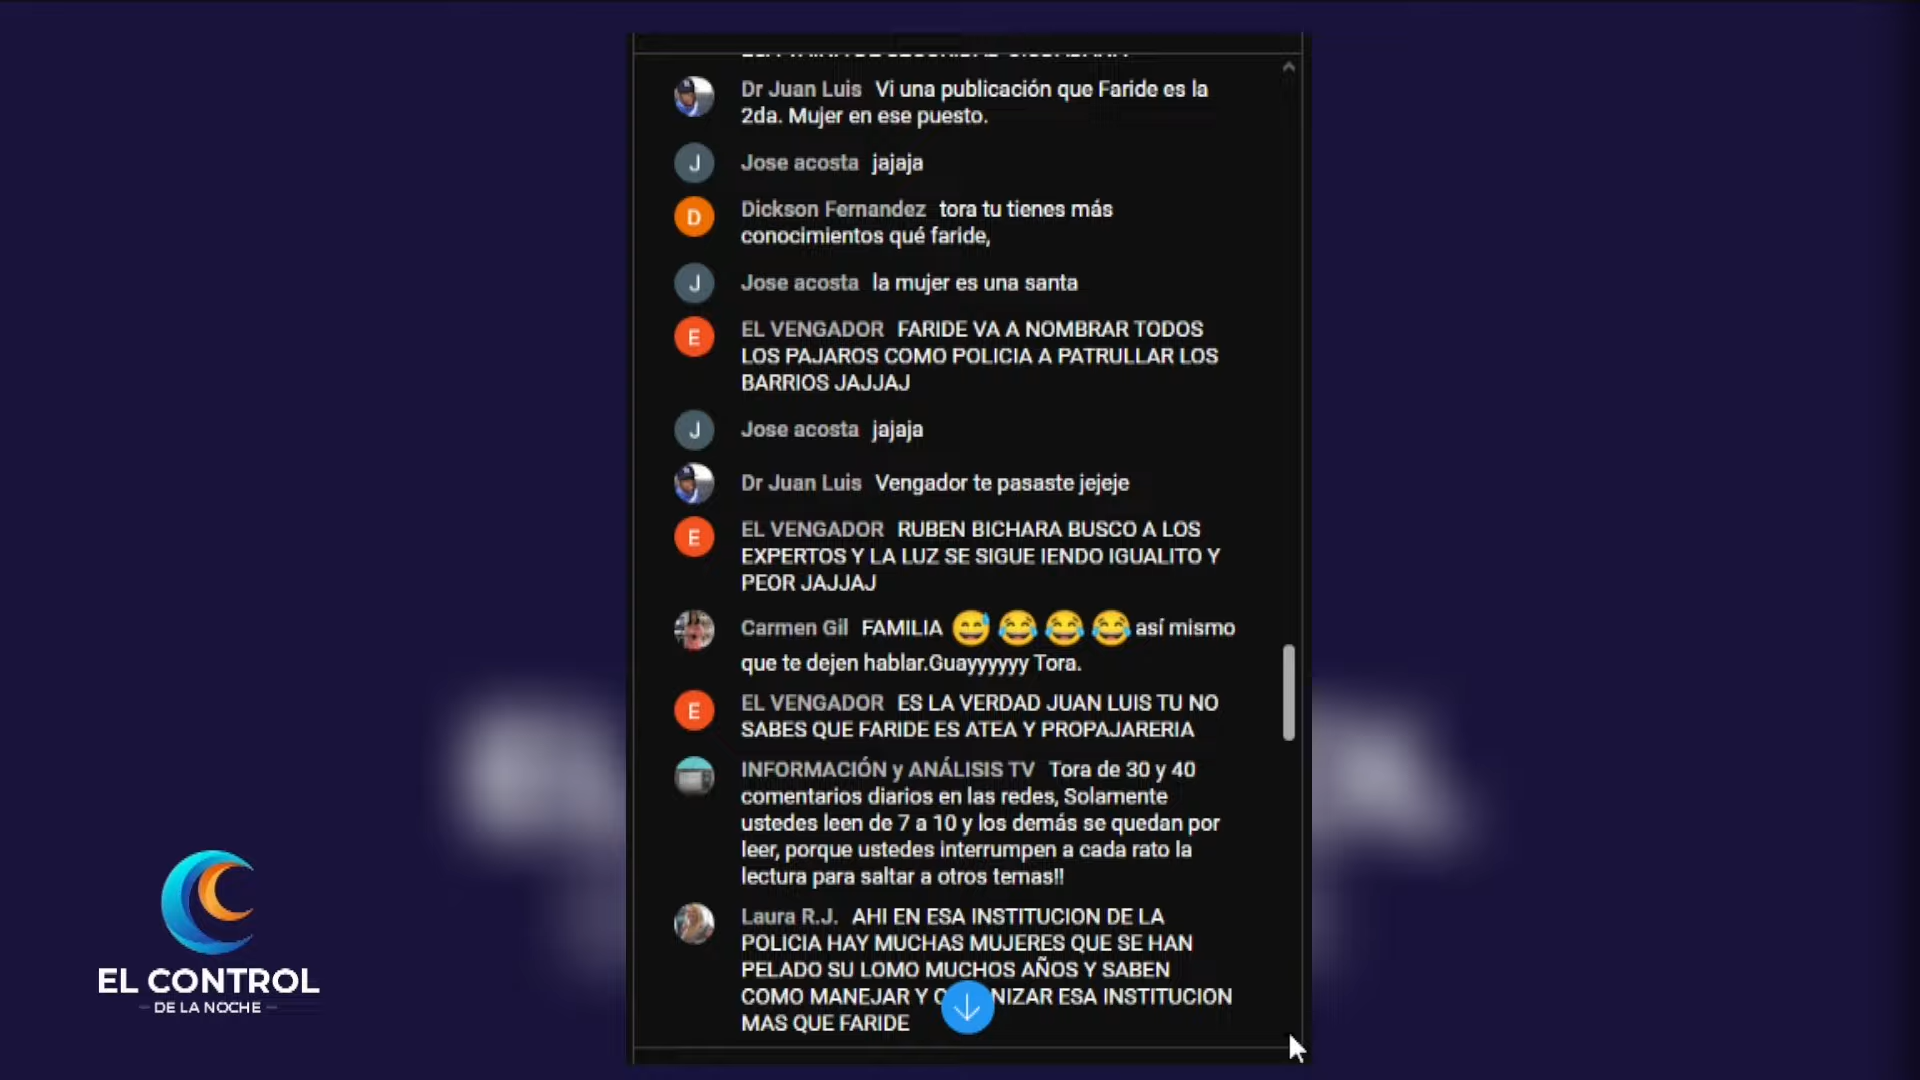 Dr Juan Luis Vi una publicación que Faride es la
2da. Mujer en ese puesto.
J
Jose acosta jajaja
D
Dickson Fernandez tora tu tienes más
conocimientos qué faride,
J
Jose acosta la mujer es una santa
E
EL VENGADOR FARIDE VA A NOMBRAR TODOS
LOS PAJAROS COMO POLICIA A PATRULLAR LOS
BARRIOS JAJJAJ
J
Jose acosta jajaja
Dr Juan Luis Vengador te pasaste jejeje
E
EL VENGADOR RUBEN BICHARA BUSCO A LOS
EXPERTOS Y LA LUZ SE SIGUE IENDO IGUALITO Y
PEOR JAJJAJ
Carmen Gil FAMILIA 😅😂😂😂 así mismo
que te dejen hablar.Guayyyyyy Tora.
E
EL VENGADOR ES LA VERDAD JUAN LUIS TU NO
SABES QUE FARIDE ES ATEA Y PROPAJARERIA
INFORMACIÓN y ANÁLISIS TV Tora de 30 y 40
comentarios diarios en las redes, Solamente
ustedes leen de 7 a 10 y los demás se quedan por
leer, porque ustedes interrumpen a cada rato la
lectura para saltar a otros temas!!
Laura R.J. AHI EN ESA INSTITUCION DE LA
POLICIA HAY MUCHAS MUJERES QUE SE HAN
PELADO SU LOMO MUCHOS AÑOS Y SABEN
COMO MANEJAR Y ESA INSTITUCION
MAS QUE FARIDE
EL CONTROL
DE LA NOCHE